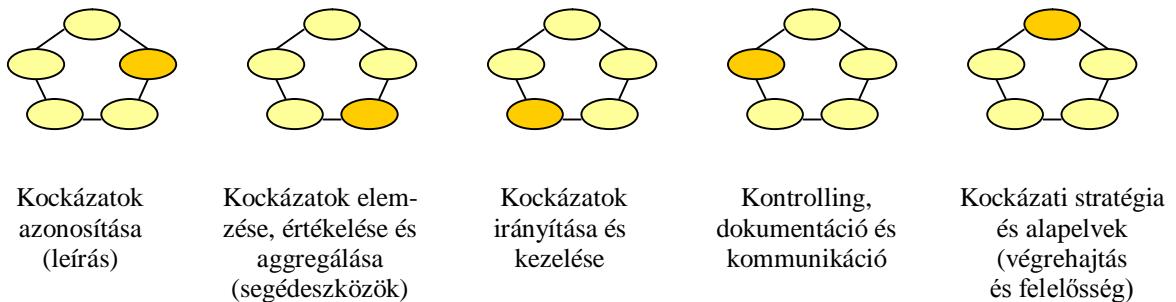 Kockázatok
azonosítása
(leírás)
Kockázatok elem-
zése, értékelése és
aggregálása
(segédeszközök)
Kockázatok
irányítása és
kezelése
Kontrolling,
dokumentáció és
kommunikáció
Kockázati stratégia
és alapelvek
(végrehajtás
és felelősség)